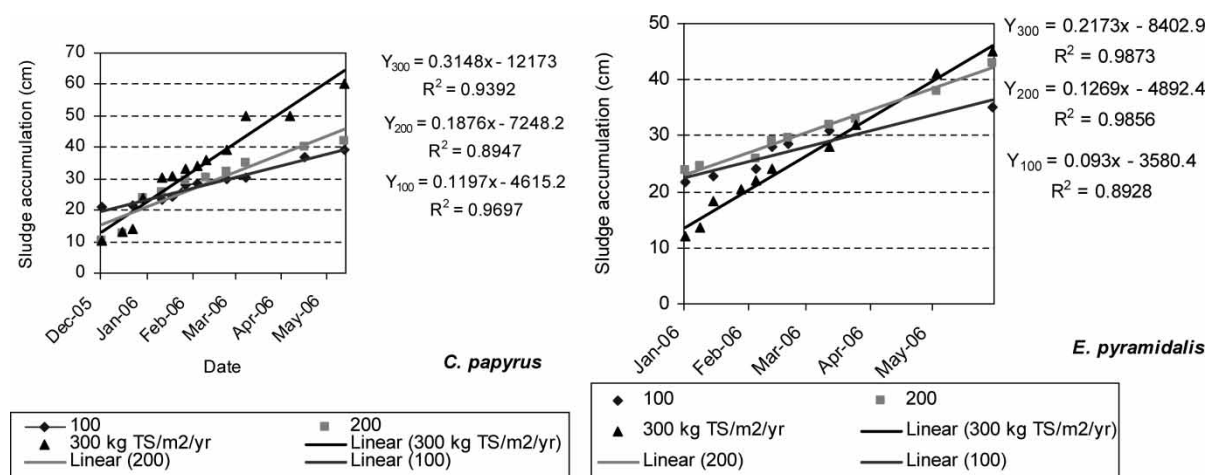 Sludge accumulation (cm)
70
60
50
40
30
20
10
0
Dec-05
Jan-06
Feb-06
Mar-06
Apr-06
May-06
Date
Y300 = 0.3148x - 12173
R2 = 0.9392
Y200 = 0.1876x - 7248.2
R2 = 0.8947
Y100 = 0.1197x - 4615.2
R2 = 0.9697
C. papyrus
100
200
300 kg TS/m2/yr
Linear (300 kg TS/m2/yr)
Linear (200)
Linear (100)
Sludge accumulation (cm)
50
40
30
20
10
0
Jan-06
Feb-06
Mar-06
Apr-06
May-06
Y300 = 0.2173x - 8402.9
R2 = 0.9873
Y200 = 0.1269x - 4892.4
R2 = 0.9856
Y100 = 0.093x - 3580.4
R2 = 0.8928
E. pyramidalis
100
200
300 kg TS/m2/yr
Linear (300 kg TS/m2/yr)
Linear (200)
Linear (100)